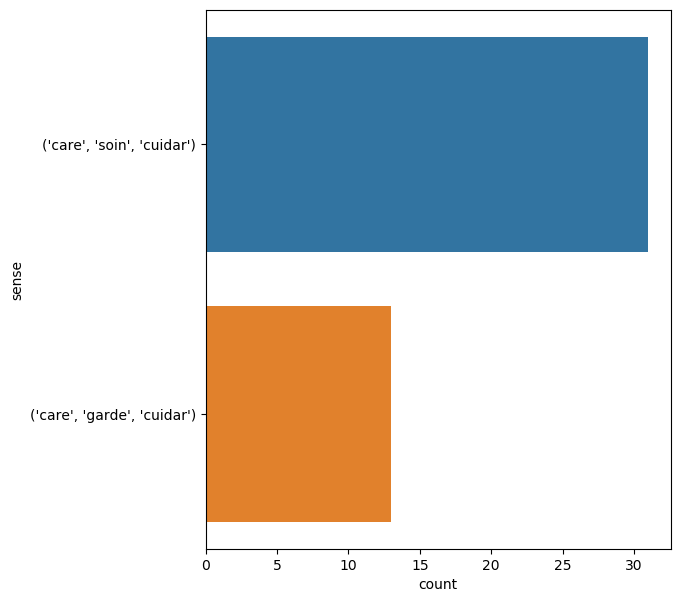 ('care', 'soin', 'cuidar')
sense
('care', 'garde', 'cuidar')
0 5 10 15 20 25 30
count